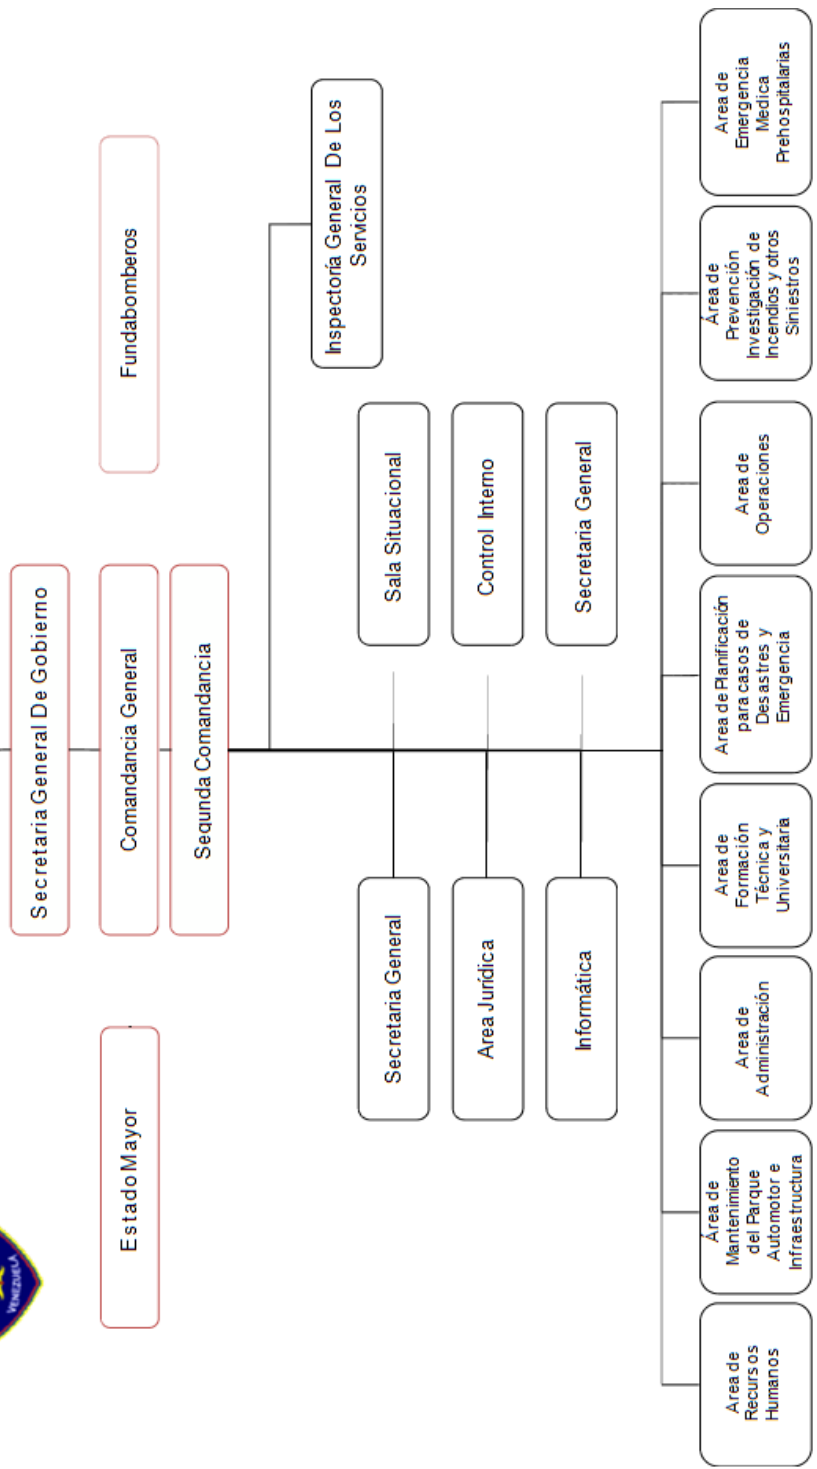 VENEZUELA
Secretaria General De Gobierno
Estado Mayor
Comandancia General
Fundabomberos
Sequnda Comandancia
Inspectoría General De Los
Servicios
Secretaria General
Sala Situacional
Area Jurídica
Control Interno
Informática
Secretaria General
Area de
Recursos
Humanos
Área de
Mantenimiento
del Parque
Automotor e
Infraestructura
Area de
Administración
Area de
Formación
Técnica y
Universitaria
Area de Planificación
para casos de
Desastres y
Emergencia
Area de
Operaciones
Área de
Prevención
Investigación de
Incendios y otros
Siniestros
Area de
Emergencia
Medica
Prehospitalarias